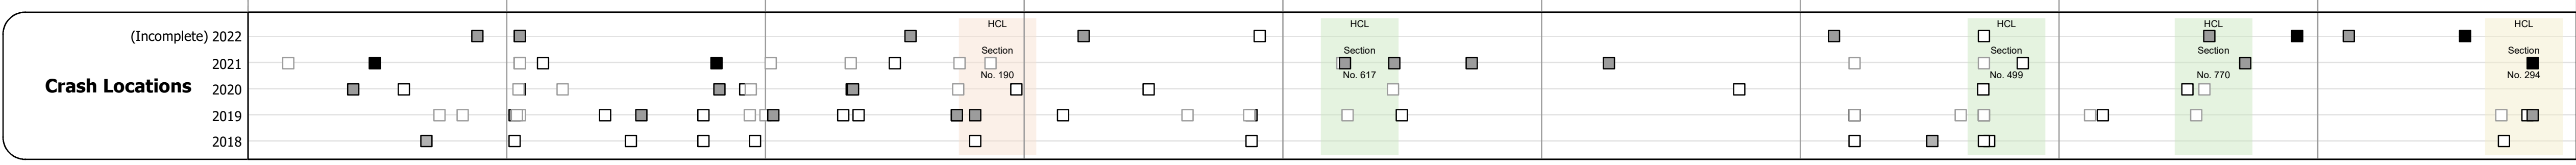 Crash Locations
(Incomplete) 2022
2021
2020
2019
2018
HCL
Section
No. 190
HCL
Section
No. 617
HCL
Section
No. 499
HCL
Section
No. 770
HCL
Section
No. 294